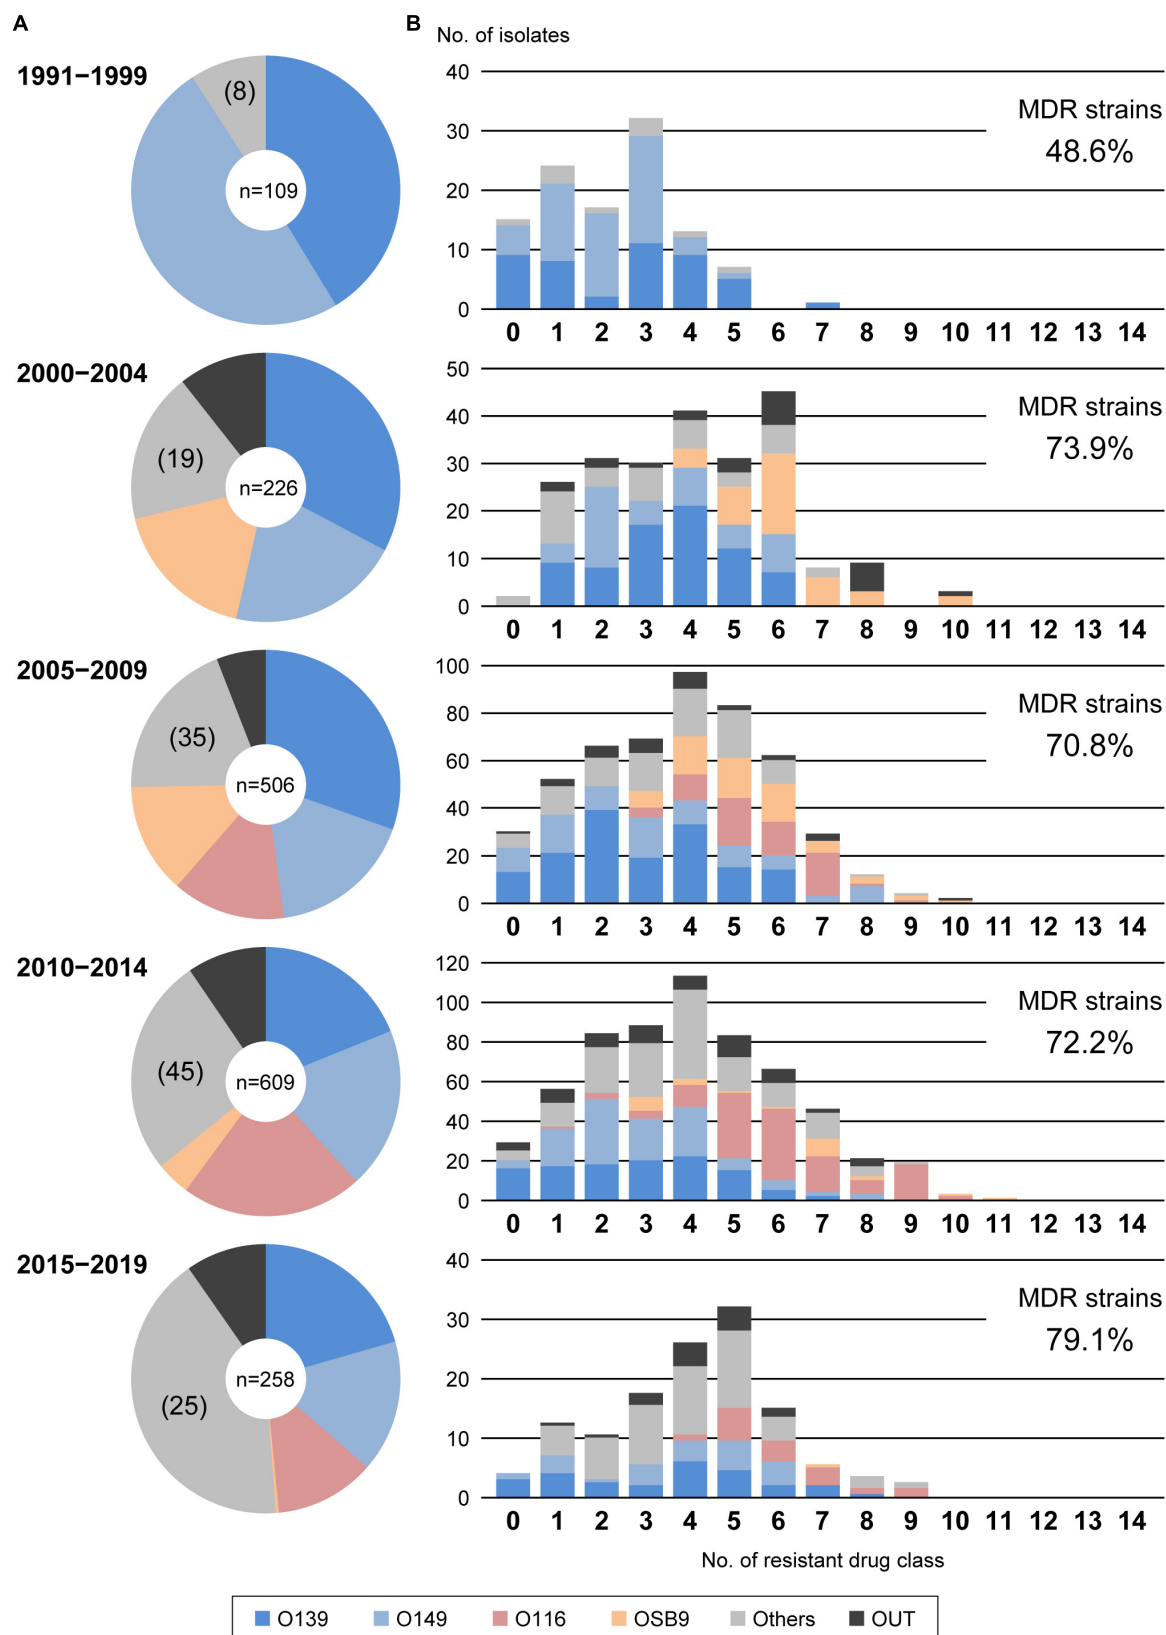 A
B
No. of isolates
1991−1999
(8)
n=109
40
30
20
10
0
MDR strains
48.6%
0 1 2 3 4 5 6 7 8 9 10 11 12 13 14
2000−2004
(19)
n=226
50
40
30
20
10
0
MDR strains
73.9%
0 1 2 3 4 5 6 7 8 9 10 11 12 13 14
2005−2009
(35)
n=506
100
80
60
40
20
0
MDR strains
70.8%
0 1 2 3 4 5 6 7 8 9 10 11 12 13 14
2010−2014
(45)
n=609
120
100
80
60
40
20
0
MDR strains
72.2%
0 1 2 3 4 5 6 7 8 9 10 11 12 13 14
2015−2019
(25)
n=258
40
30
20
10
0
MDR strains
79.1%
0 1 2 3 4 5 6 7 8 9 10 11 12 13 14
No. of resistant drug class
O139 O149 O116 OSB9 Others OUT